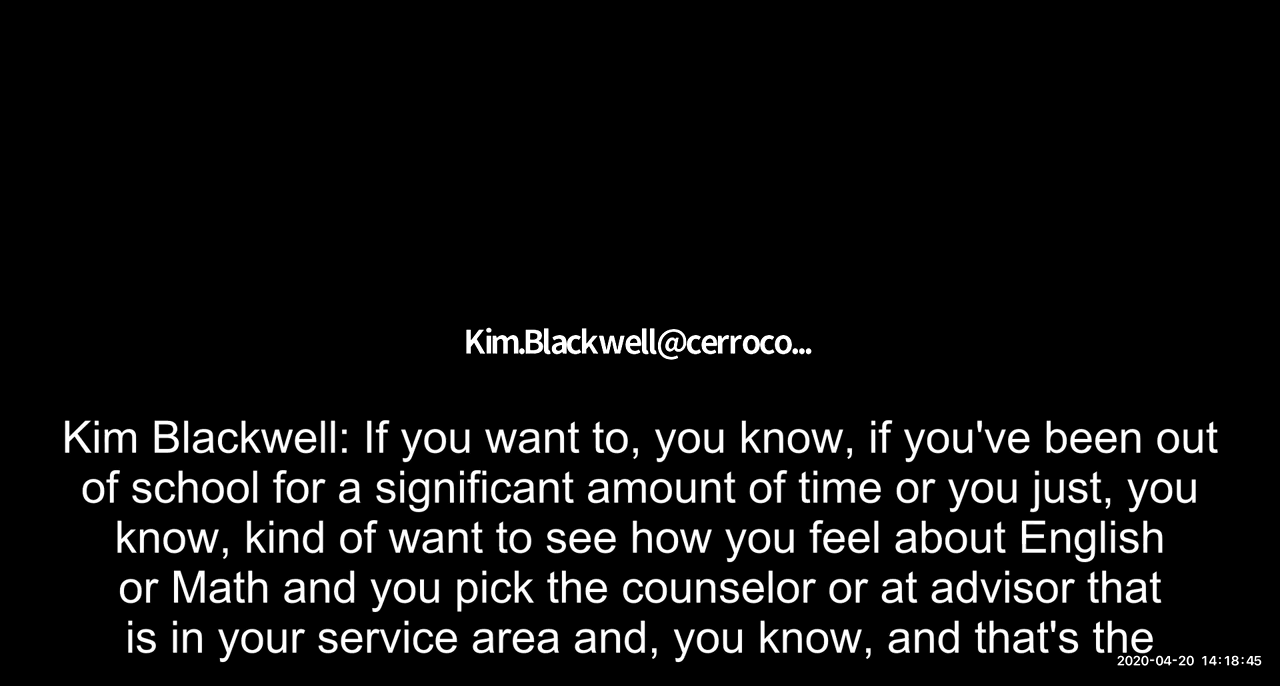 Kim.Blackwell@cerroco...
Kim Blackwell: If you want to, you know, if you've been out
of school for a significant amount of time or you just, you
know, kind of want to see how you feel about English
or Math and you pick the counselor or at advisor that
is in your service area and, you know, and that's the
2020-04-20 14:18:45